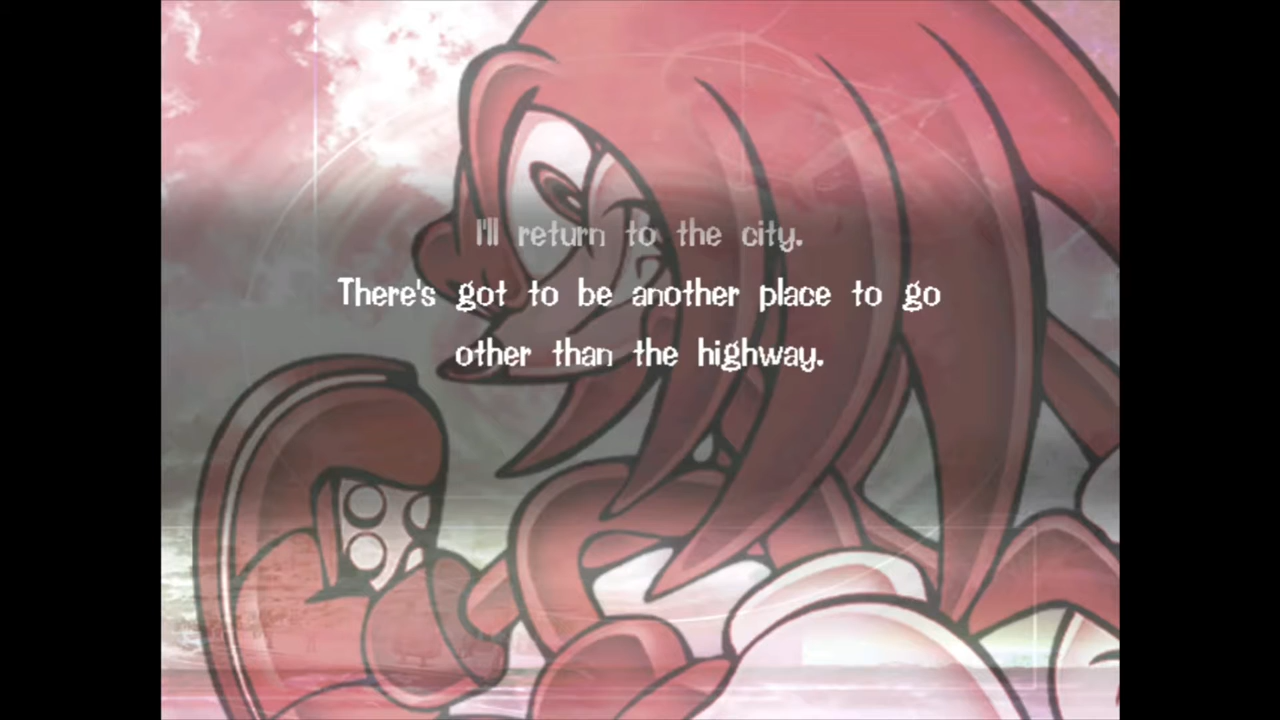 I'll return to the city.
There's got to be another place to go
other than the highway.